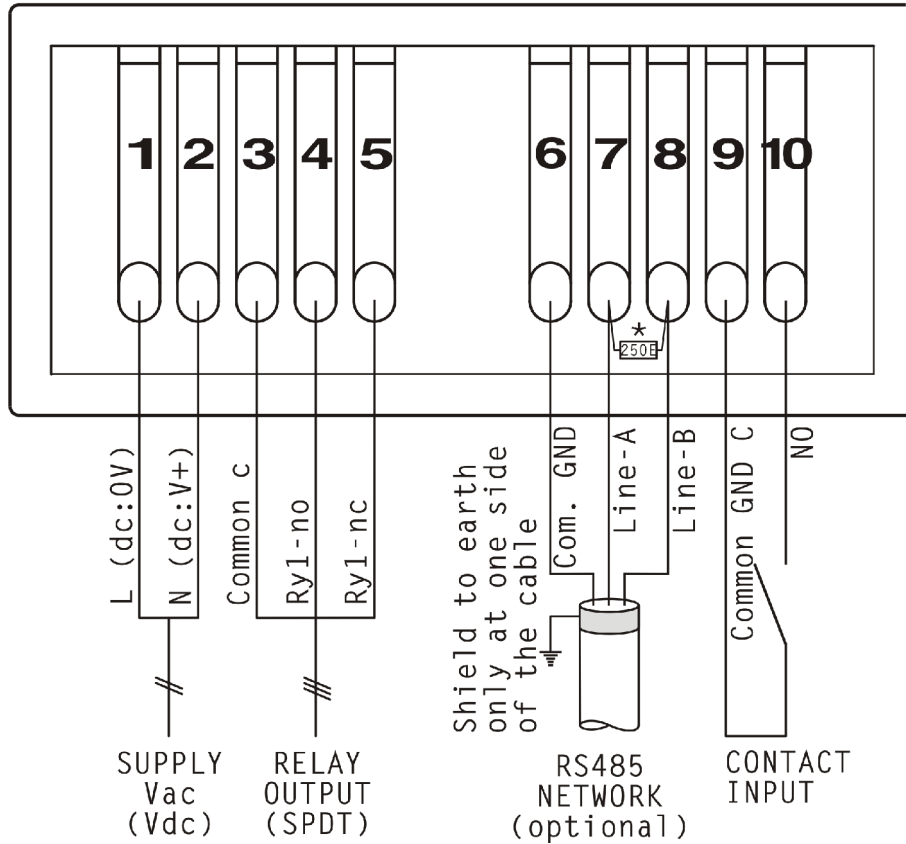 1
2
3
4
5
6
7
8
9
10
*
250E
L (dc:0V)
N (dc:V+)
Common c
Ry1-no
Ry1-nc
Shield to earth
only at one side
of the cable
Com. GND
Line-A
Line-B
Common GND C
NO
SUPPLY
Vac
(Vdc)
RELAY
OUTPUT
(SPDT)
RS485
NETWORK
(optional)
CONTACT
INPUT